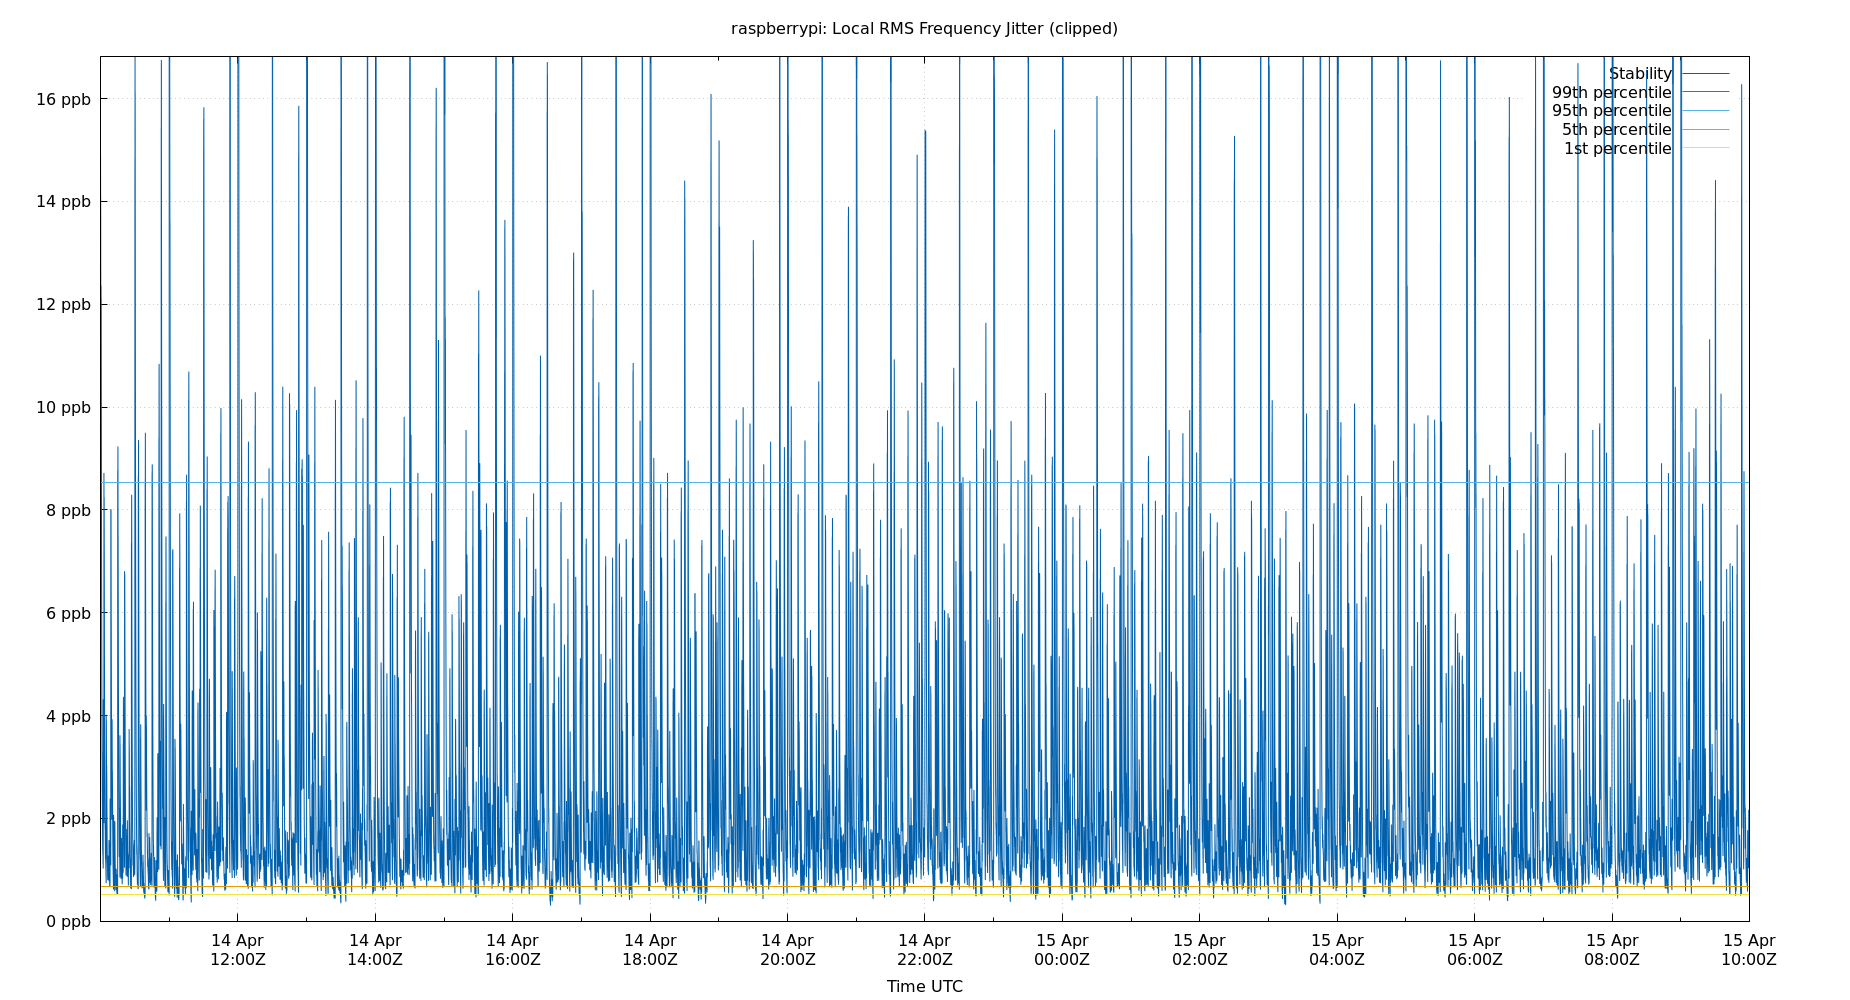 raspberrypi: Local RMS Frequency Jitter (clipped)
Stability
99th percentile
95th percentile
5th percentile
1st percentile
16 ppb
14 ppb
12 ppb
10 ppb
8 ppb
6 ppb
4 ppb
2 ppb
0 ppb
14 Apr 14 Apr 14 Apr 14 Apr 14 Apr 14 Apr 15 Apr 15 Apr 15 Apr 15 Apr 15 Apr 15 Apr
12:00Z 14:00Z 16:00Z 18:00Z 20:00Z 22:00Z 00:00Z 02:00Z 04:00Z 06:00Z 08:00Z 10:00Z
Time UTC